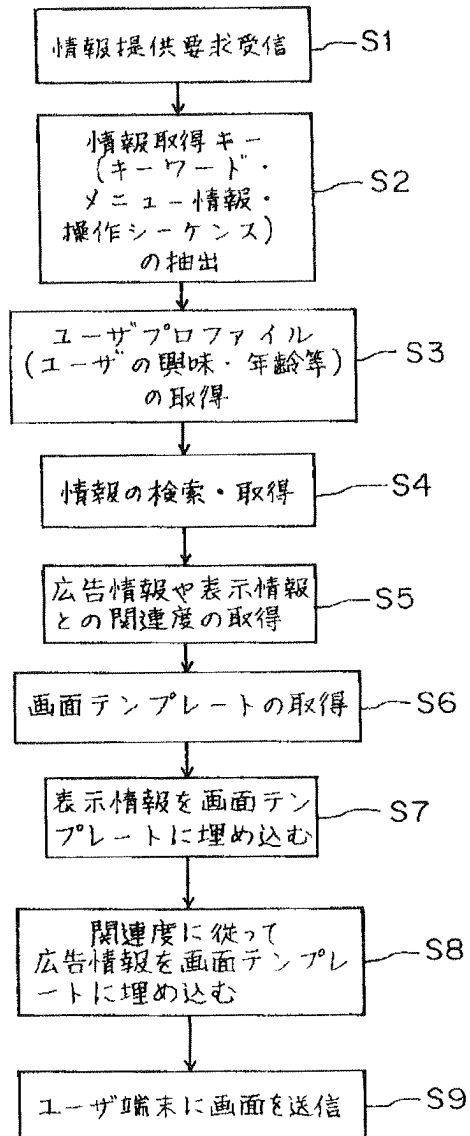 情報提供要求受信
S1
情報取得キー
(キーワード・
メニュー情報・
操作シーケンス)
の抽出
S2
ユーザプロファイル
(ユーザの興味・年齢等)
の取得
S3
情報の検索・取得
S4
広告情報や表示情報
との関連度の取得
S5
画面テンプレートの取得
S6
表示情報を画面テン
プレートに埋め込む
S7
関連度に従って
広告情報を画面テンプレ
ートに埋め込む
S8
ユーザ端末に画面を送信
S9